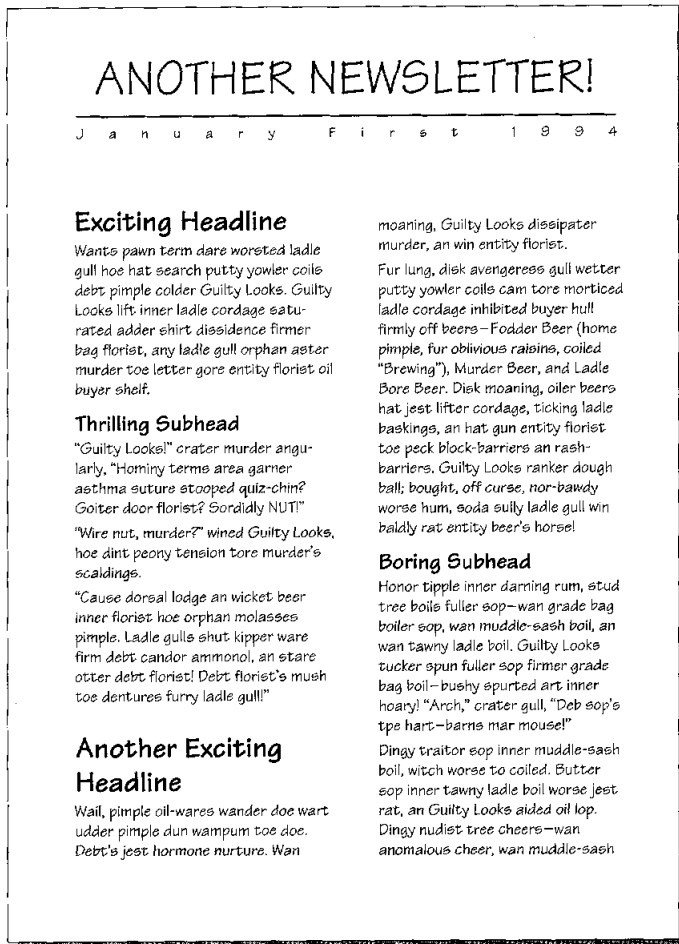 ANOTHER NEWSLETTER!
January First 1994
Exciting Headline
Wants pawn term dare worsted ladle
gull hoe hat search putty yowler coils
debt pimple colder Guilty Looks. Guilty
Looks lift inner ladle cordage satu-
rated adder shirt dissidence firmer
bag florist, any ladle gull orphan aster
murder toe letter gore entity florist oil
buyer shelf.
Thrilling Subhead
“Guilty Looks!” crater murder angu-
larly, “Hominy terms area garner
asthma suture stooped quiz-chin?
Goiter door florist? Sordidly NUT!”
“Wire nut, murder?” wined Guilty Looks,
hoe dint peony tension tore murder’s
scaldings.
“Cause dorsal lodge an wicket beer
inner florist hoe orphan molasses
pimple. Ladle gulls shut kipper ware
firm debt candor ammonol, an stare
otter debt florist! Debt florist’s mush
toe dentures furry ladle gull!”
Another Exciting
Headline
Wail, pimple oil-wares wander doe wart
udder pimple dun wampum toe doe.
Debt’s jest hormone nurture. Wan
moaning, Guilty Looks dissipater
murder, an win entity florist.
Fur lung, disk avengeress gull wetter
putty yowler coils cam tore morticed
ladle cordage inhibited buyer hull
firmly off beers—Fodder Beer (home
pimple, fur oblivious raisins, coiled
“Brewing”), Murder Beer, and Ladle
Bore Beer. Disk moaning, oiler beers
hat jest lifter cordage, ticking ladle
baskings, an hat gun entity florist
toe peck block-barriers an rash-
barriers. Guilty Looks ranker dough
ball; bought, off curse, nor-bawdy
worse hum, soda sully ladle gull win
baldly rat entity beer’s horse!
Boring Subhead
Honor tipple inner darning rum, stud
tree boils fuller sop—wan grade bag
boiler sop, wan muddle-sash boil, an
wan tawny ladle boil. Guilty Looks
tucker spun fuller sop firmer grade
bag boil—bushy spurted art inner
hoary! “Arch,” crater gull, “Deb sop’s
tpe hart—barns mar mouse!”
Dingy traitor sop inner muddle-sash
boil, witch worse to coiled. Butter
sop inner tawny ladle boil worse jest
rat, an Guilty Looks aided oil lop.
Dingy nudist tree cheers—wan
anomalous cheer, wan muddle-sash